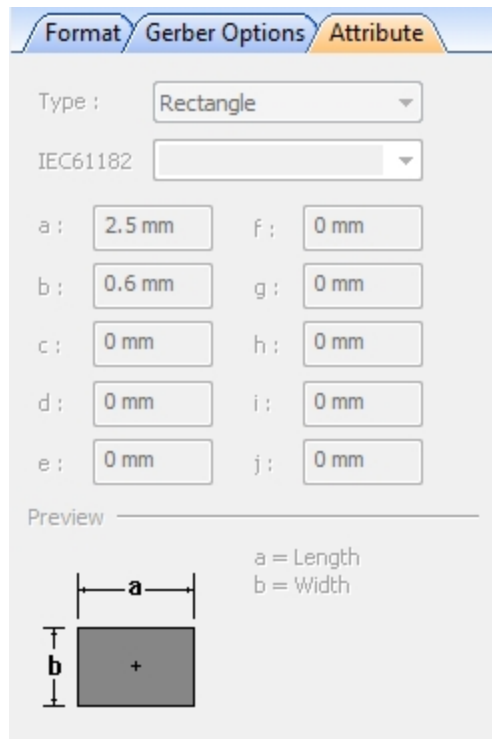 Format Gerber Options Attribute
Type : Rectangle
IEC61182
a : 2.5 mm f : 0 mm
b : 0.6 mm g : 0 mm
c : 0 mm h : 0 mm
d : 0 mm i : 0 mm
e : 0 mm j : 0 mm
Preview
a = Length
b = Width
a
b